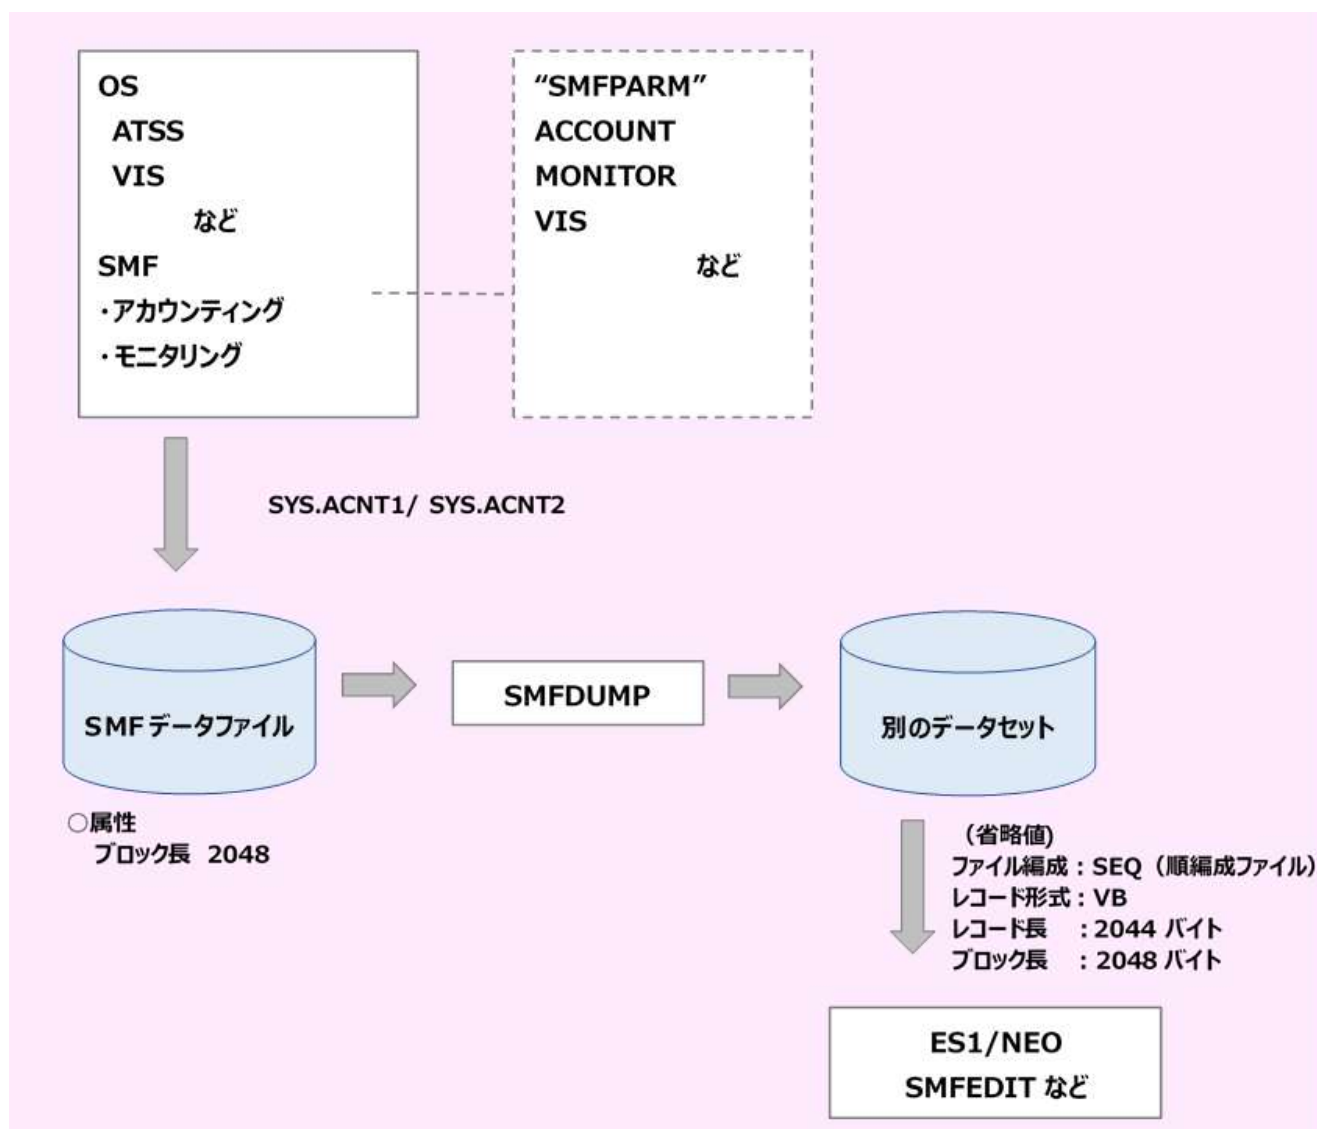 OS
ATSS
VIS
など
SMF
・アカウンティング
・モニタリング
“SMFPARM”
ACCOUNT
MONITOR
VIS
など
SYS.ACNT1/ SYS.ACNT2
SMFデータファイル
SMFDUMP
別のデータセット
○属性
ブロック長 2048
(省略値)
ファイル編成:SEQ(順編成ファイル)
レコード形式:VB
レコード長 :2044 バイト
ブロック長 :2048 バイト
ES1/NEO
SMFEDIT など